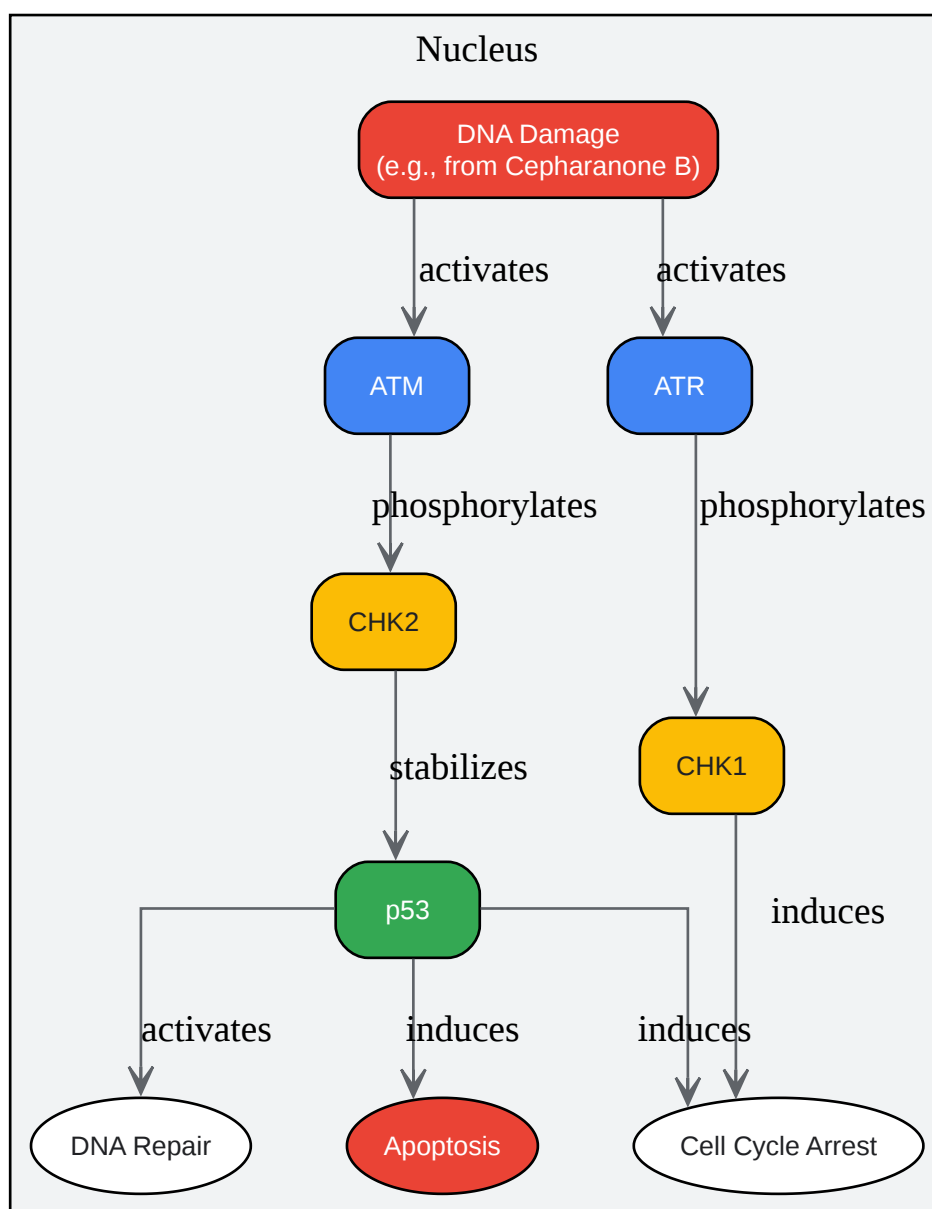 Nucleus
DNA Damage
(e.g., from Cepharanone B)
activates
activates
ATM
ATR
phosphorylates
phosphorylates
CHK2
stabilizes
CHK1
p53
induces
activates
induces
induces
DNA Repair
Apoptosis
Cell Cycle Arrest